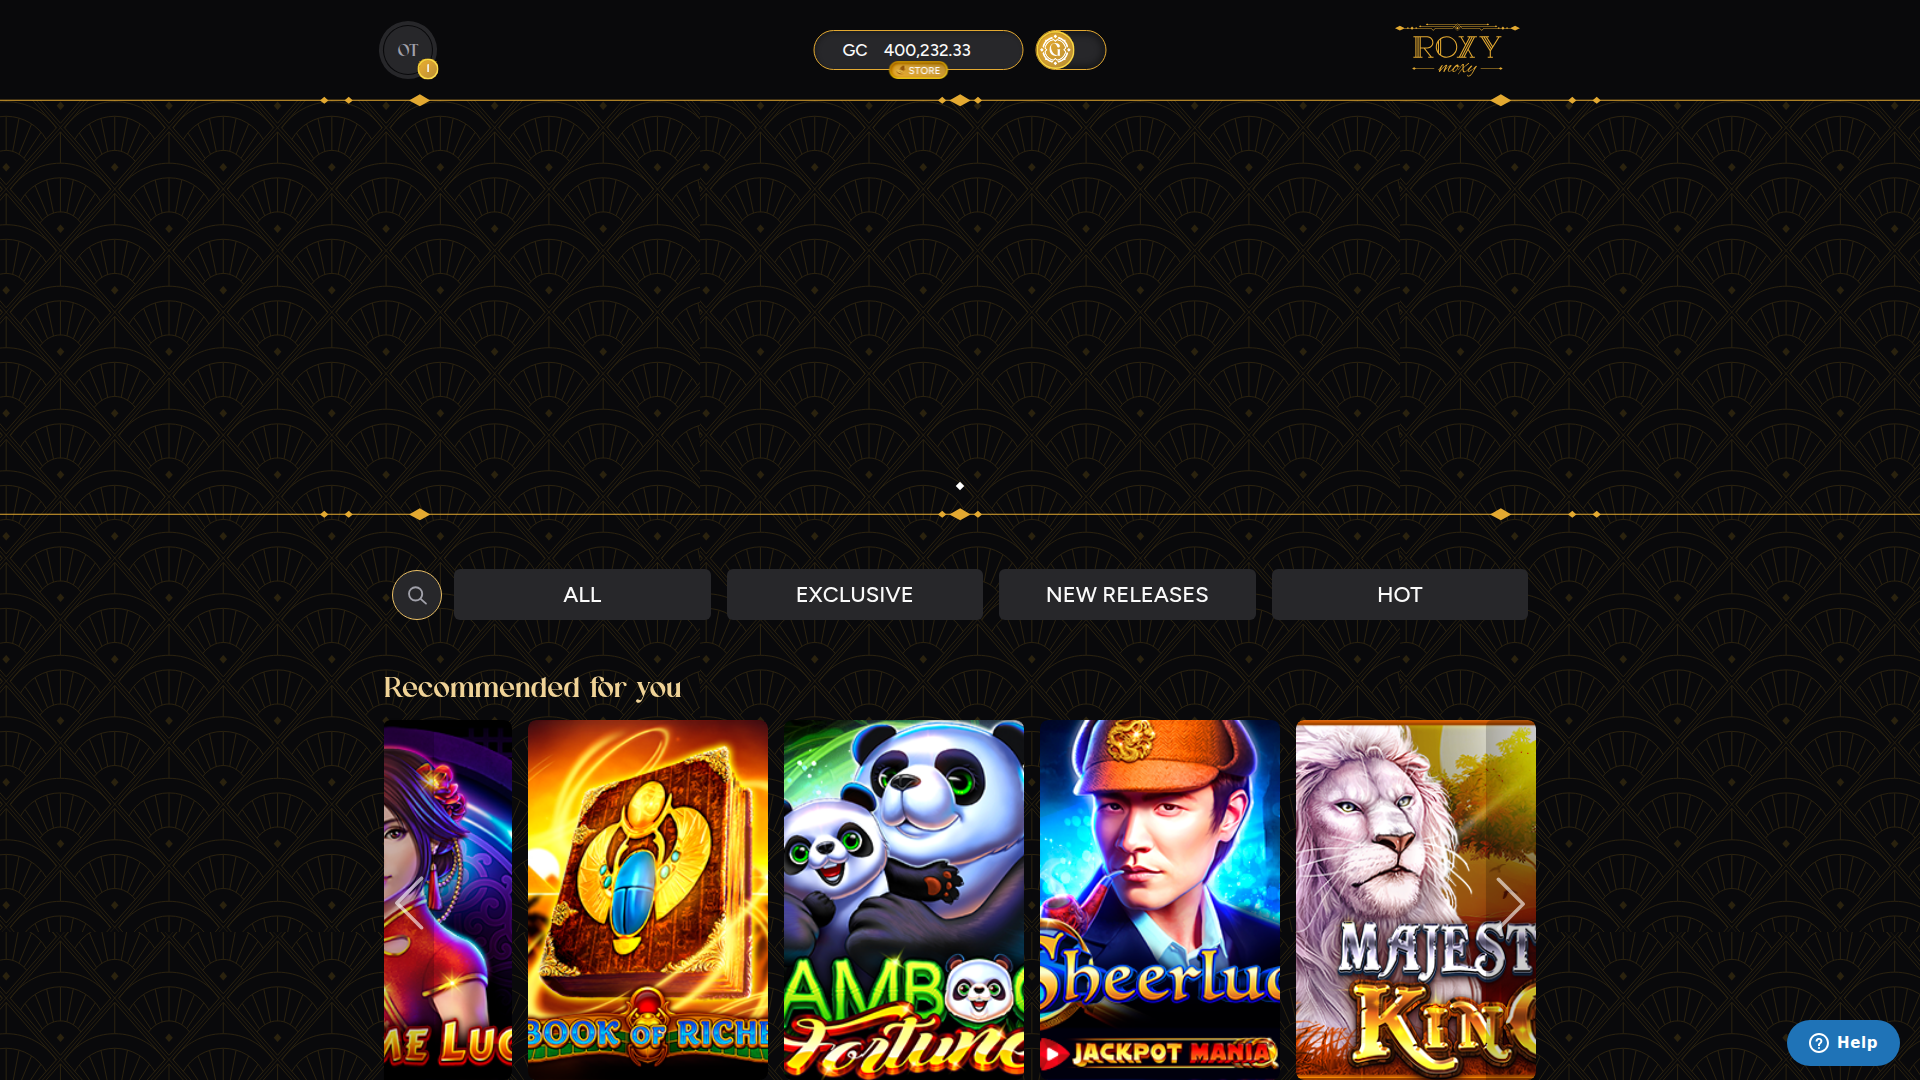 OT
I
GC 400,232.33
STORE
G
ROXY
moxy
ALL
EXCLUSIVE
NEW RELEASES
HOT
Recommended for you
ME LUC
BOOK OF RICHE
AMBOO
Fortune
Sheerluc
JACKPOT MANIA
MAJEST
KING
Help